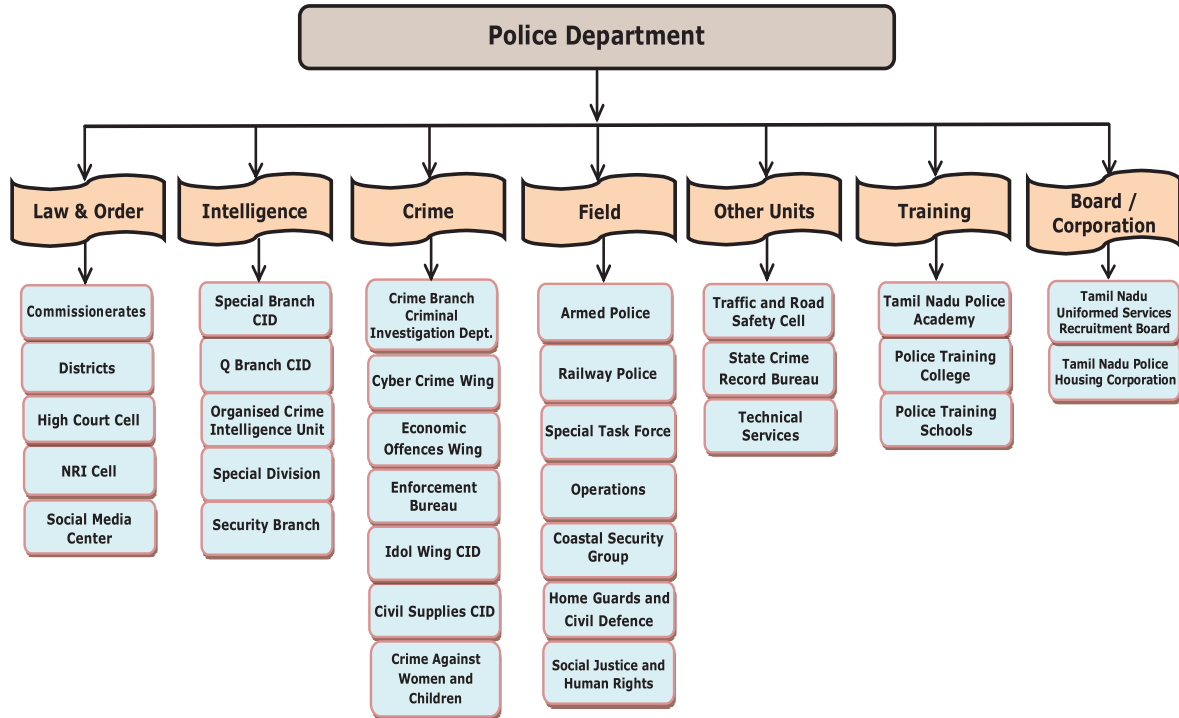 Police Department
Law & Order
Intelligence
Crime
Field
Other Units
Training
Board /
Corporation
Commissionerates
Districts
High Court Cell
NRI Cell
Social Media
Center
Special Branch
CID
Q Branch CID
Organised Crime
Intelligence Unit
Special Division
Security Branch
Crime Branch
Criminal
Investigation Dept.
Cyber Crime Wing
Economic
Offences Wing
Enforcement
Bureau
Idol Wing CID
Civil Supplies CID
Crime Against
Women and
Children
Armed Police
Railway Police
Special Task Force
Operations
Coastal Security
Group
Home Guards and
Civil Defence
Social Justice and
Human Rights
Traffic and Road
Safety Cell
State Crime
Record Bureau
Technical
Services
Tamil Nadu Police
Academy
Police Training
College
Police Training
Schools
Tamil Nadu
Uniformed Services
Recruitment Board
Tamil Nadu Police
Housing Corporation